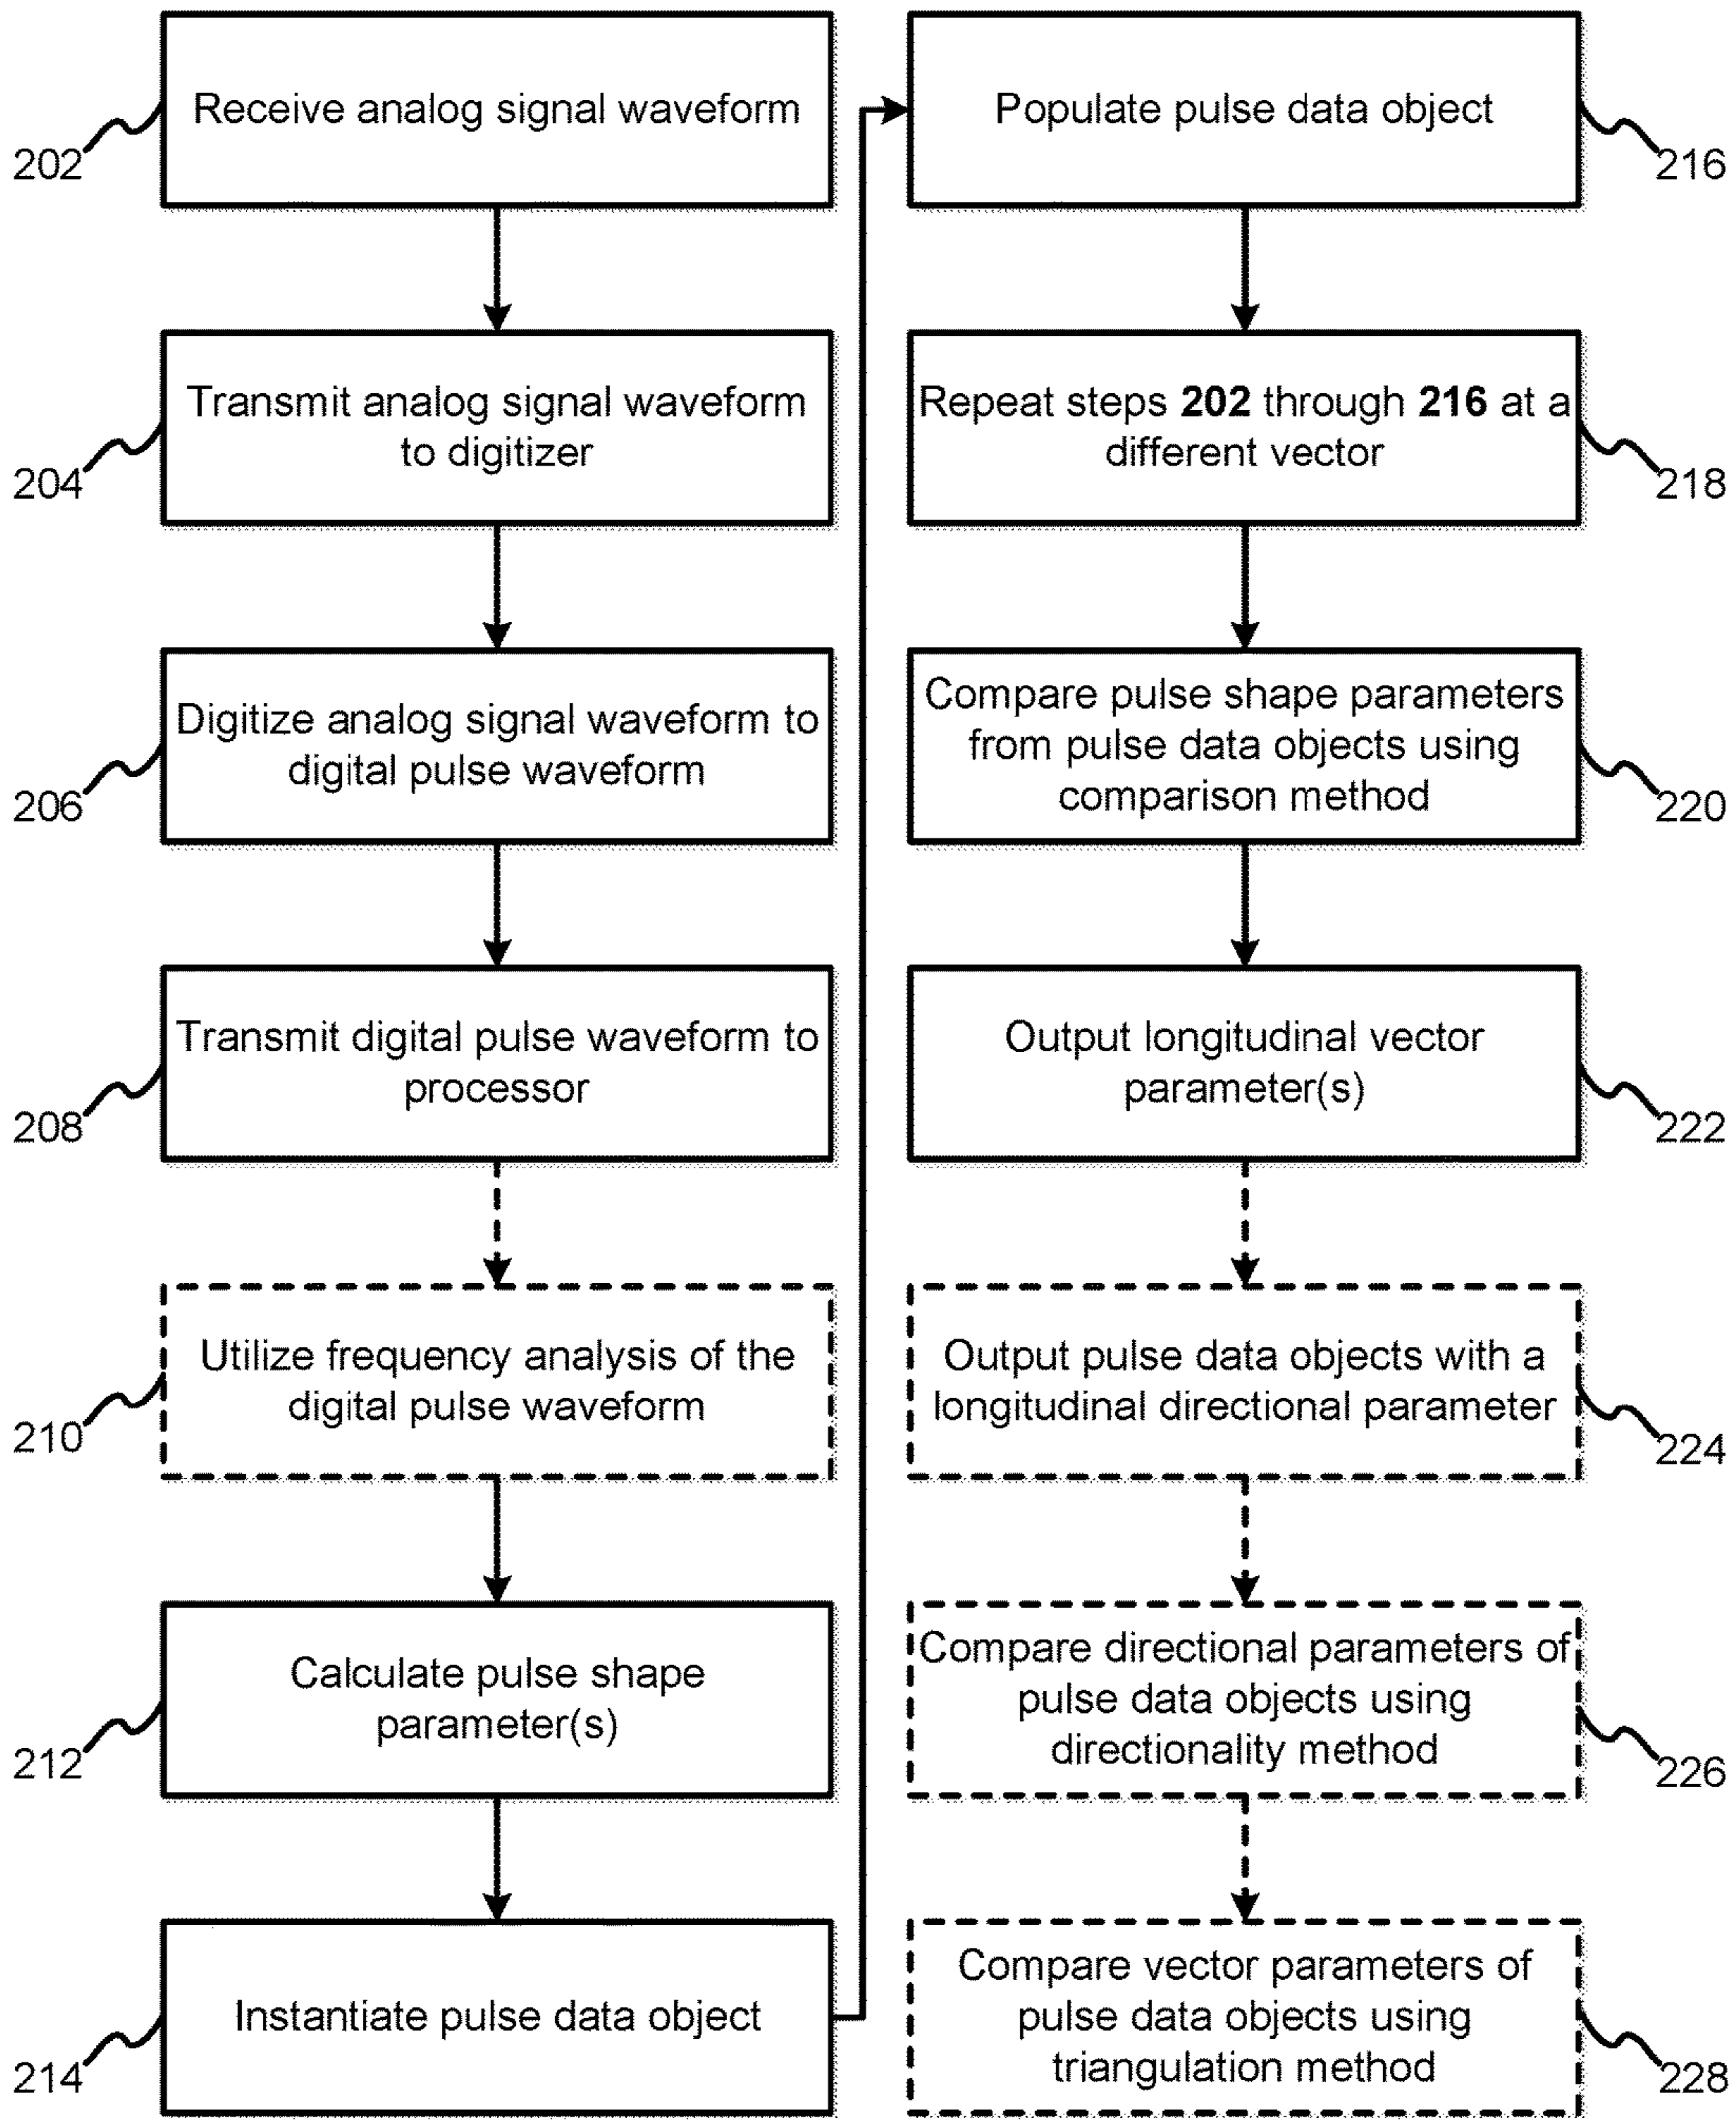 Receive analog signal waveform
202
Transmit analog signal waveform
to digitizer
204
Digitize analog signal waveform to
digital pulse waveform
206
Transmit digital pulse waveform to
processor
208
Utilize frequency analysis of the
digital pulse waveform
210
Calculate pulse shape
parameter(s)
212
Instantiate pulse data object
214
Populate pulse data object
216
Repeat steps 202 through 216 at a
different vector
218
Compare pulse shape parameters
from pulse data objects using
comparison method
220
Output longitudinal vector
parameter(s)
222
Output pulse data objects with a
longitudinal directional parameter
224
Compare directional parameters of
pulse data objects using
directionality method
226
Compare vector parameters of
pulse data objects using
triangulation method
228